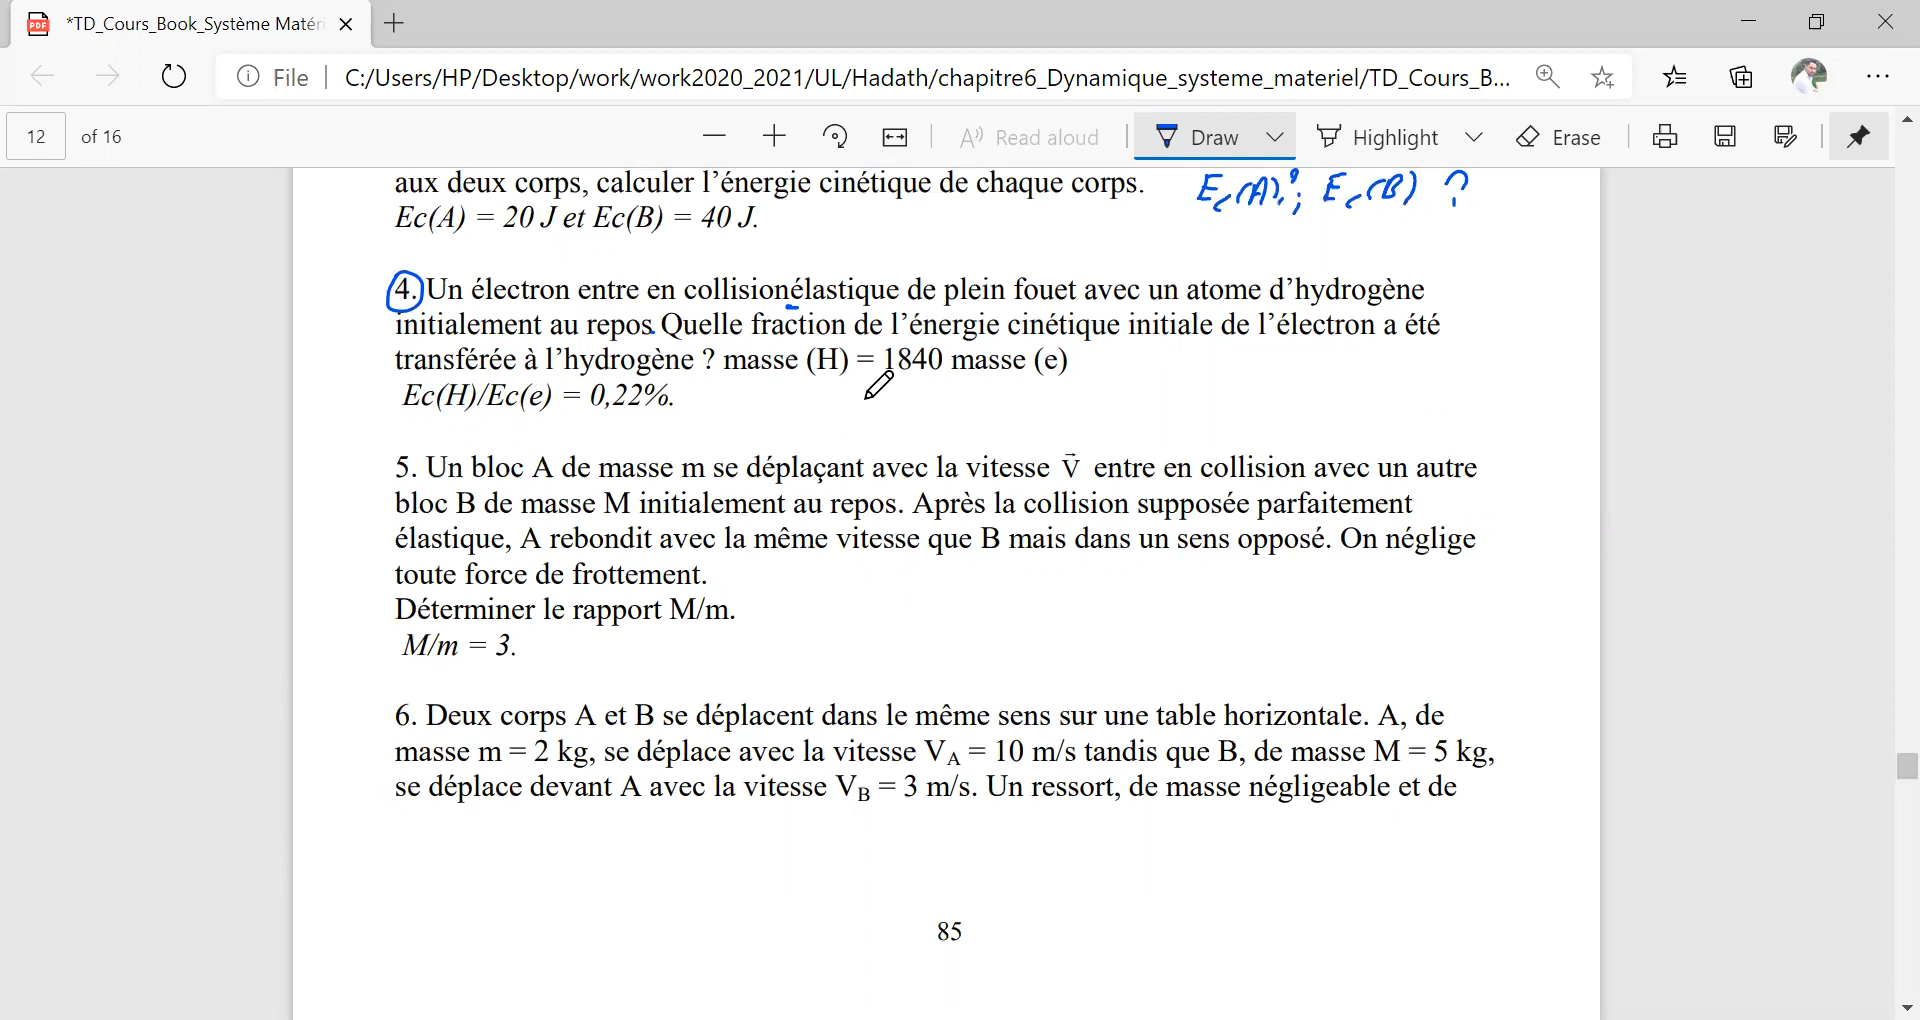 *TD_Cours_Book_Système Matéri
File
C:/Users/HP/Desktop/work/work2020_2021/UL/Hadath/chapitre6_Dynamique_systeme_materiel/TD_Cours_B...
12 of 16
Read aloud
Draw
Highlight
Erase
aux deux corps, calculer l’énergie cinétique de chaque corps.
Ec(A)?; Ec(B) ?
Ec(A) = 20 J et Ec(B) = 40 J.
4. Un électron entre en collisionélastique de plein fouet avec un atome d’hydrogène
initialement au repos. Quelle fraction de l’énergie cinétique initiale de l’électron a été
transférée à l’hydrogène ? masse (H) = 1840 masse (e)
Ec(H)/Ec(e) = 0,22%.
5. Un bloc A de masse m se déplaçant avec la vitesse V⃗ entre en collision avec un autre
bloc B de masse M initialement au repos. Après la collision supposée parfaitement
élastique, A rebondit avec la même vitesse que B mais dans un sens opposé. On néglige
toute force de frottement.
Déterminer le rapport M/m.
M/m = 3.
6. Deux corps A et B se déplacent dans le même sens sur une table horizontale. A, de
masse m = 2 kg, se déplace avec la vitesse V_A = 10 m/s tandis que B, de masse M = 5 kg,
se déplace devant A avec la vitesse V_B = 3 m/s. Un ressort, de masse négligeable et de
85